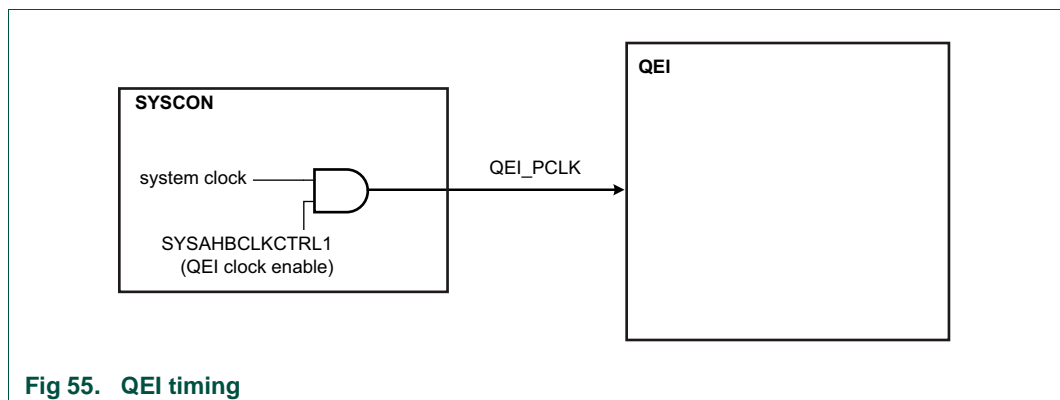 QEI
SYSCON
QEI_PCLK
system clock
SYSAHBCLKCTRL1
(QEI clock enable)
Fig 55. QEI timing